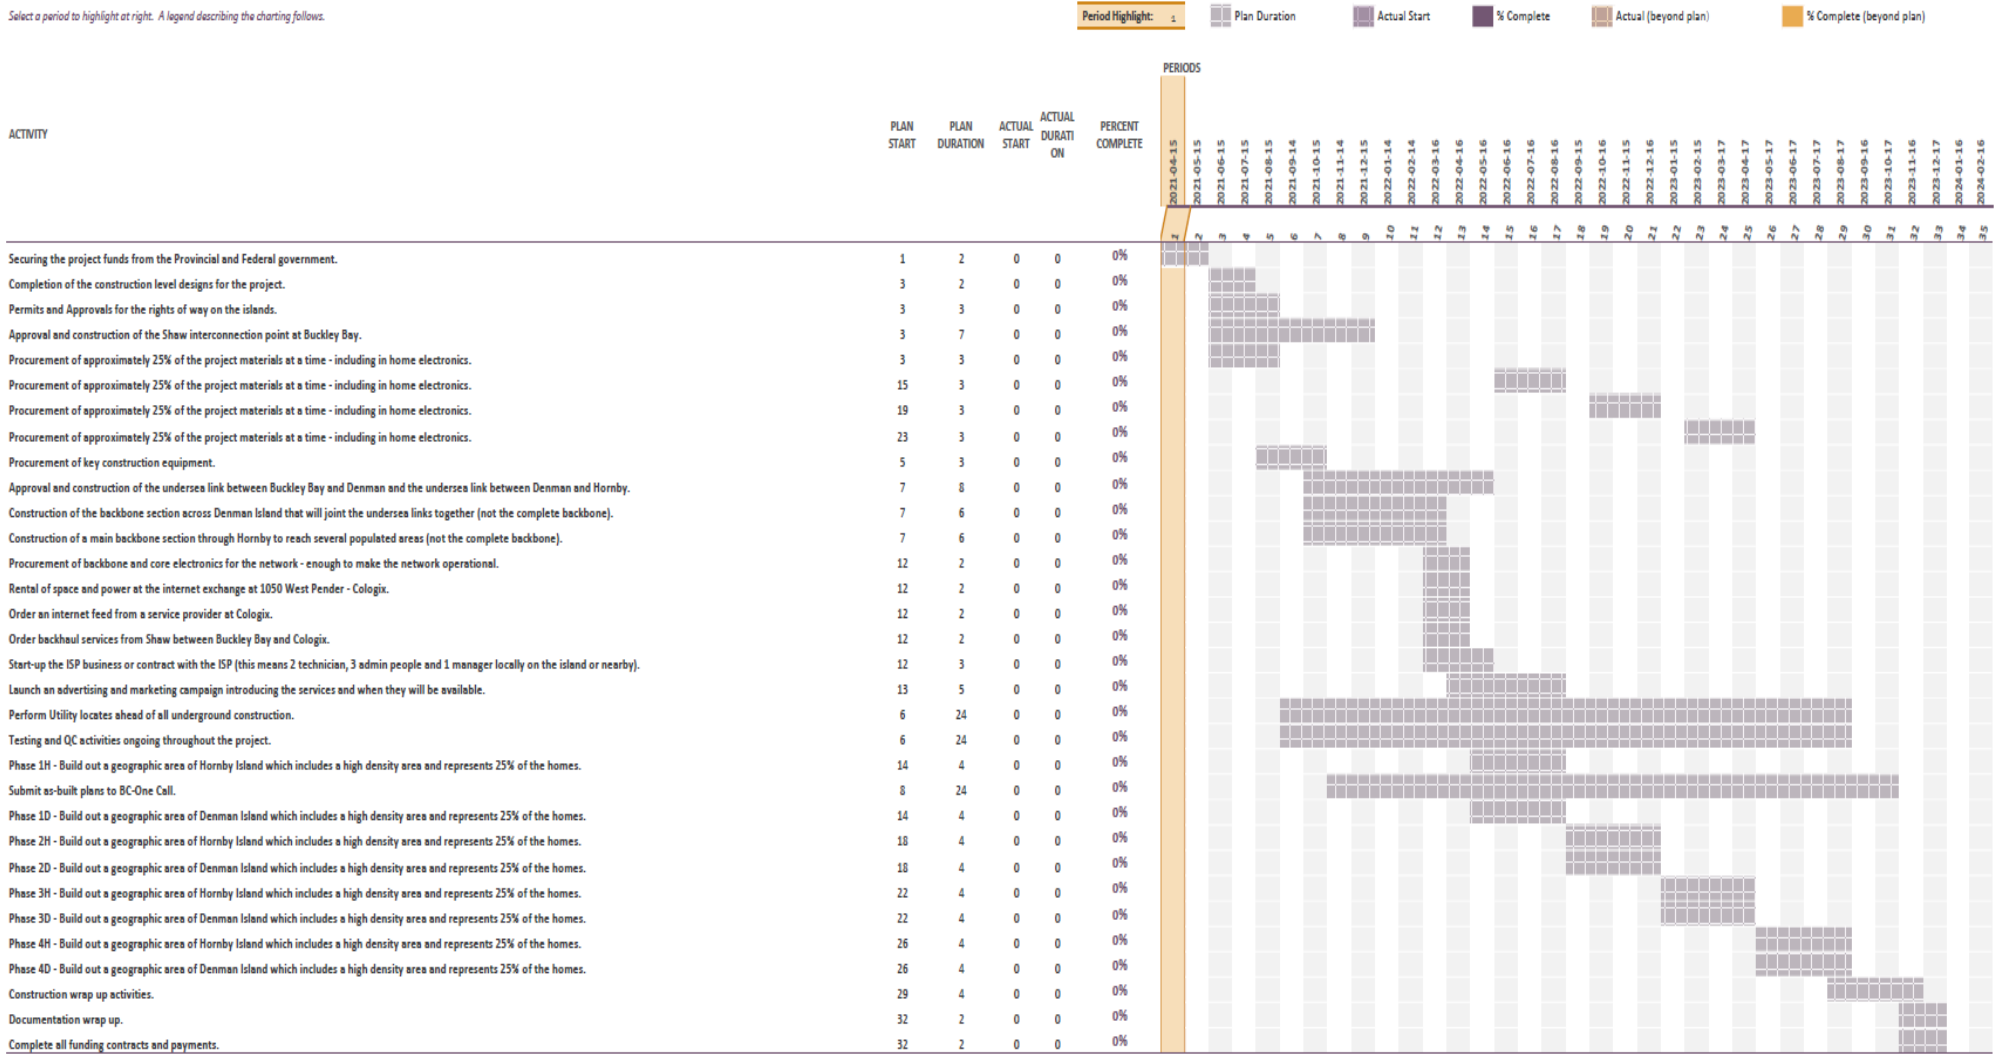 Select a period to highlight at right. A legend describing the charting follows.
Period Highlight: 1 Plan Duration Actual Start % Complete Actual (beyond plan) % Complete (beyond plan)
PERIODS
ACTIVITY PLAN START PLAN DURATION ACTUAL START ACTUAL DURATI ON PERCENT COMPLETE
2021-04-15 2021-05-15 2021-06-15 2021-07-15 2021-08-15 2021-09-14 2021-10-15 2021-11-14 2021-12-15 2022-01-14 2022-02-14 2022-03-16 2022-04-16 2022-05-16 2022-06-16 2022-07-16 2022-08-16 2022-09-15 2022-10-16 2022-11-15 2022-12-16 2023-01-15 2023-02-15 2023-03-17 2023-04-17 2023-05-17 2023-06-17 2023-07-17 2023-08-17 2023-09-16 2023-10-17 2023-11-16 2023-12-17 2024-01-16 2024-02-16
1 2 3 4 5 6 7 8 9 10 11 12 13 14 15 16 17 18 19 20 21 22 23 24 25 26 27 28 29 30 31 32 33 34 35
Securing the project funds from the Provincial and Federal government. 1 2 0 0 0%
Completion of the construction level designs for the project. 3 2 0 0 0%
Permits and Approvals for the rights of way on the islands. 3 3 0 0 0%
Approval and construction of the Shaw interconnection point at Buckley Bay. 3 7 0 0 0%
Procurement of approximately 25% of the project materials at a time - including in home electronics. 3 3 0 0 0%
Procurement of approximately 25% of the project materials at a time - including in home electronics. 15 3 0 0 0%
Procurement of approximately 25% of the project materials at a time - including in home electronics. 19 3 0 0 0%
Procurement of approximately 25% of the project materials at a time - including in home electronics. 23 3 0 0 0%
Procurement of key construction equipment. 5 3 0 0 0%
Approval and construction of the undersea link between Buckley Bay and Denman and the undersea link between Denman and Hornby. 7 8 0 0 0%
Construction of the backbone section across Denman Island that will joint the undersea links together (not the complete backbone). 7 6 0 0 0%
Construction of a main backbone section through Hornby to reach several populated areas (not the complete backbone). 7 6 0 0 0%
Procurement of backbone and core electronics for the network - enough to make the network operational. 12 2 0 0 0%
Rental of space and power at the internet exchange at 1050 West Pender - Cologix. 12 2 0 0 0%
Order an internet feed from a service provider at Cologix. 12 2 0 0 0%
Order backhaul services from Shaw between Buckley Bay and Cologix. 12 2 0 0 0%
Start-up the ISP business or contract with the ISP (this means 2 technician, 3 admin people and 1 manager locally on the island or nearby). 12 3 0 0 0%
Launch an advertising and marketing campaign introducing the services and when they will be available. 13 5 0 0 0%
Perform Utility locates ahead of all underground construction. 6 24 0 0 0%
Testing and QC activities ongoing throughout the project. 6 24 0 0 0%
Phase 1H - Build out a geographic area of Hornby Island which includes a high density area and represents 25% of the homes. 14 4 0 0 0%
Submit as-built plans to BC-One Call. 8 24 0 0 0%
Phase 1D - Build out a geographic area of Denman Island which includes a high density area and represents 25% of the homes. 14 4 0 0 0%
Phase 2H - Build out a geographic area of Hornby Island which includes a high density area and represents 25% of the homes. 18 4 0 0 0%
Phase 2D - Build out a geographic area of Denman Island which includes a high density area and represents 25% of the homes. 18 4 0 0 0%
Phase 3H - Build out a geographic area of Hornby Island which includes a high density area and represents 25% of the homes. 22 4 0 0 0%
Phase 3D - Build out a geographic area of Denman Island which includes a high density area and represents 25% of the homes. 22 4 0 0 0%
Phase 4H - Build out a geographic area of Hornby Island which includes a high density area and represents 25% of the homes. 26 4 0 0 0%
Phase 4D - Build out a geographic area of Denman Island which includes a high density area and represents 25% of the homes. 26 4 0 0 0%
Construction wrap up activities. 29 4 0 0 0%
Documentation wrap up. 32 2 0 0 0%
Complete all funding contracts and payments. 32 2 0 0 0%